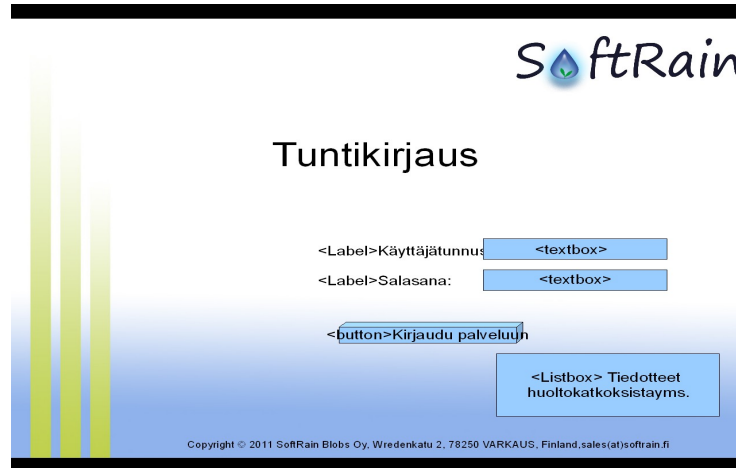 SoftRain
Tuntikirjaus
<Label>Käyttäjätunnus
<textbox>
<Label>Salasana:
<textbox>
<button>Kirjaudu palveluun
<Listbox> Tiedotteet
huoltokatkoksistayms.
Copyright © 2011 SoftRain Blobs Oy, Wredenkatu 2, 78250 VARKAUS, Finland,sales(at)softrain.fi